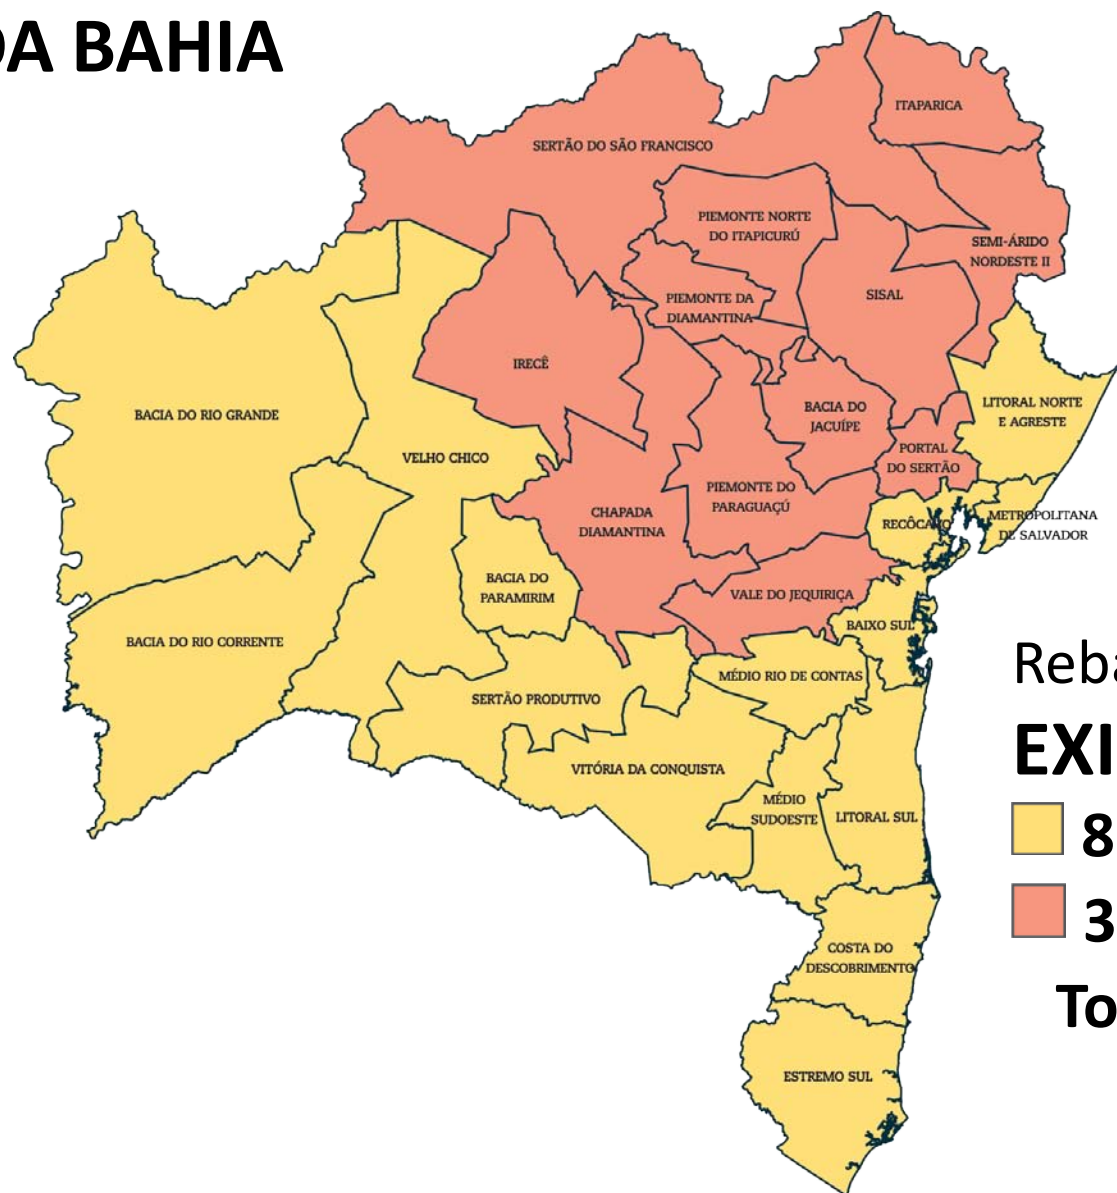 DA BAHIA
ITAPARICA
SERTÃO DO SÃO FRANCISCO
PIEMONTE NORTE
DO ITAPICURÚ
SEMI-ÁRIDO
NORDESTE II
PIEMONTE DA
DIAMANTINA
SISAL
IRECÊ
BACIA DO RIO GRANDE
BACIA DO
JACUÍPE
LITORAL NORTE
E AGRESTE
VELHO CHICO
PORTAL
DO SERTÃO
PIEMONTE DO
PARAGUAÇÚ
CHAPADA
DIAMANTINA
RECÔCAVO
METROPOLITANA
DE SALVADOR
BACIA DO
PARAMIRIM
VALE DO JEQUIRIÇA
BACIA DO RIO CORRENTE
BAIXO SUL
MÉDIO RIO DE CONTAS
SERTÃO PRODUTIVO
VITÓRIA DA CONQUISTA
MÉDIO
SUDOESTE
LITORAL SUL
COSTA DO
DESCOBRIMENTO
ESTREMO SUL
Reba
EXI
8
3
To